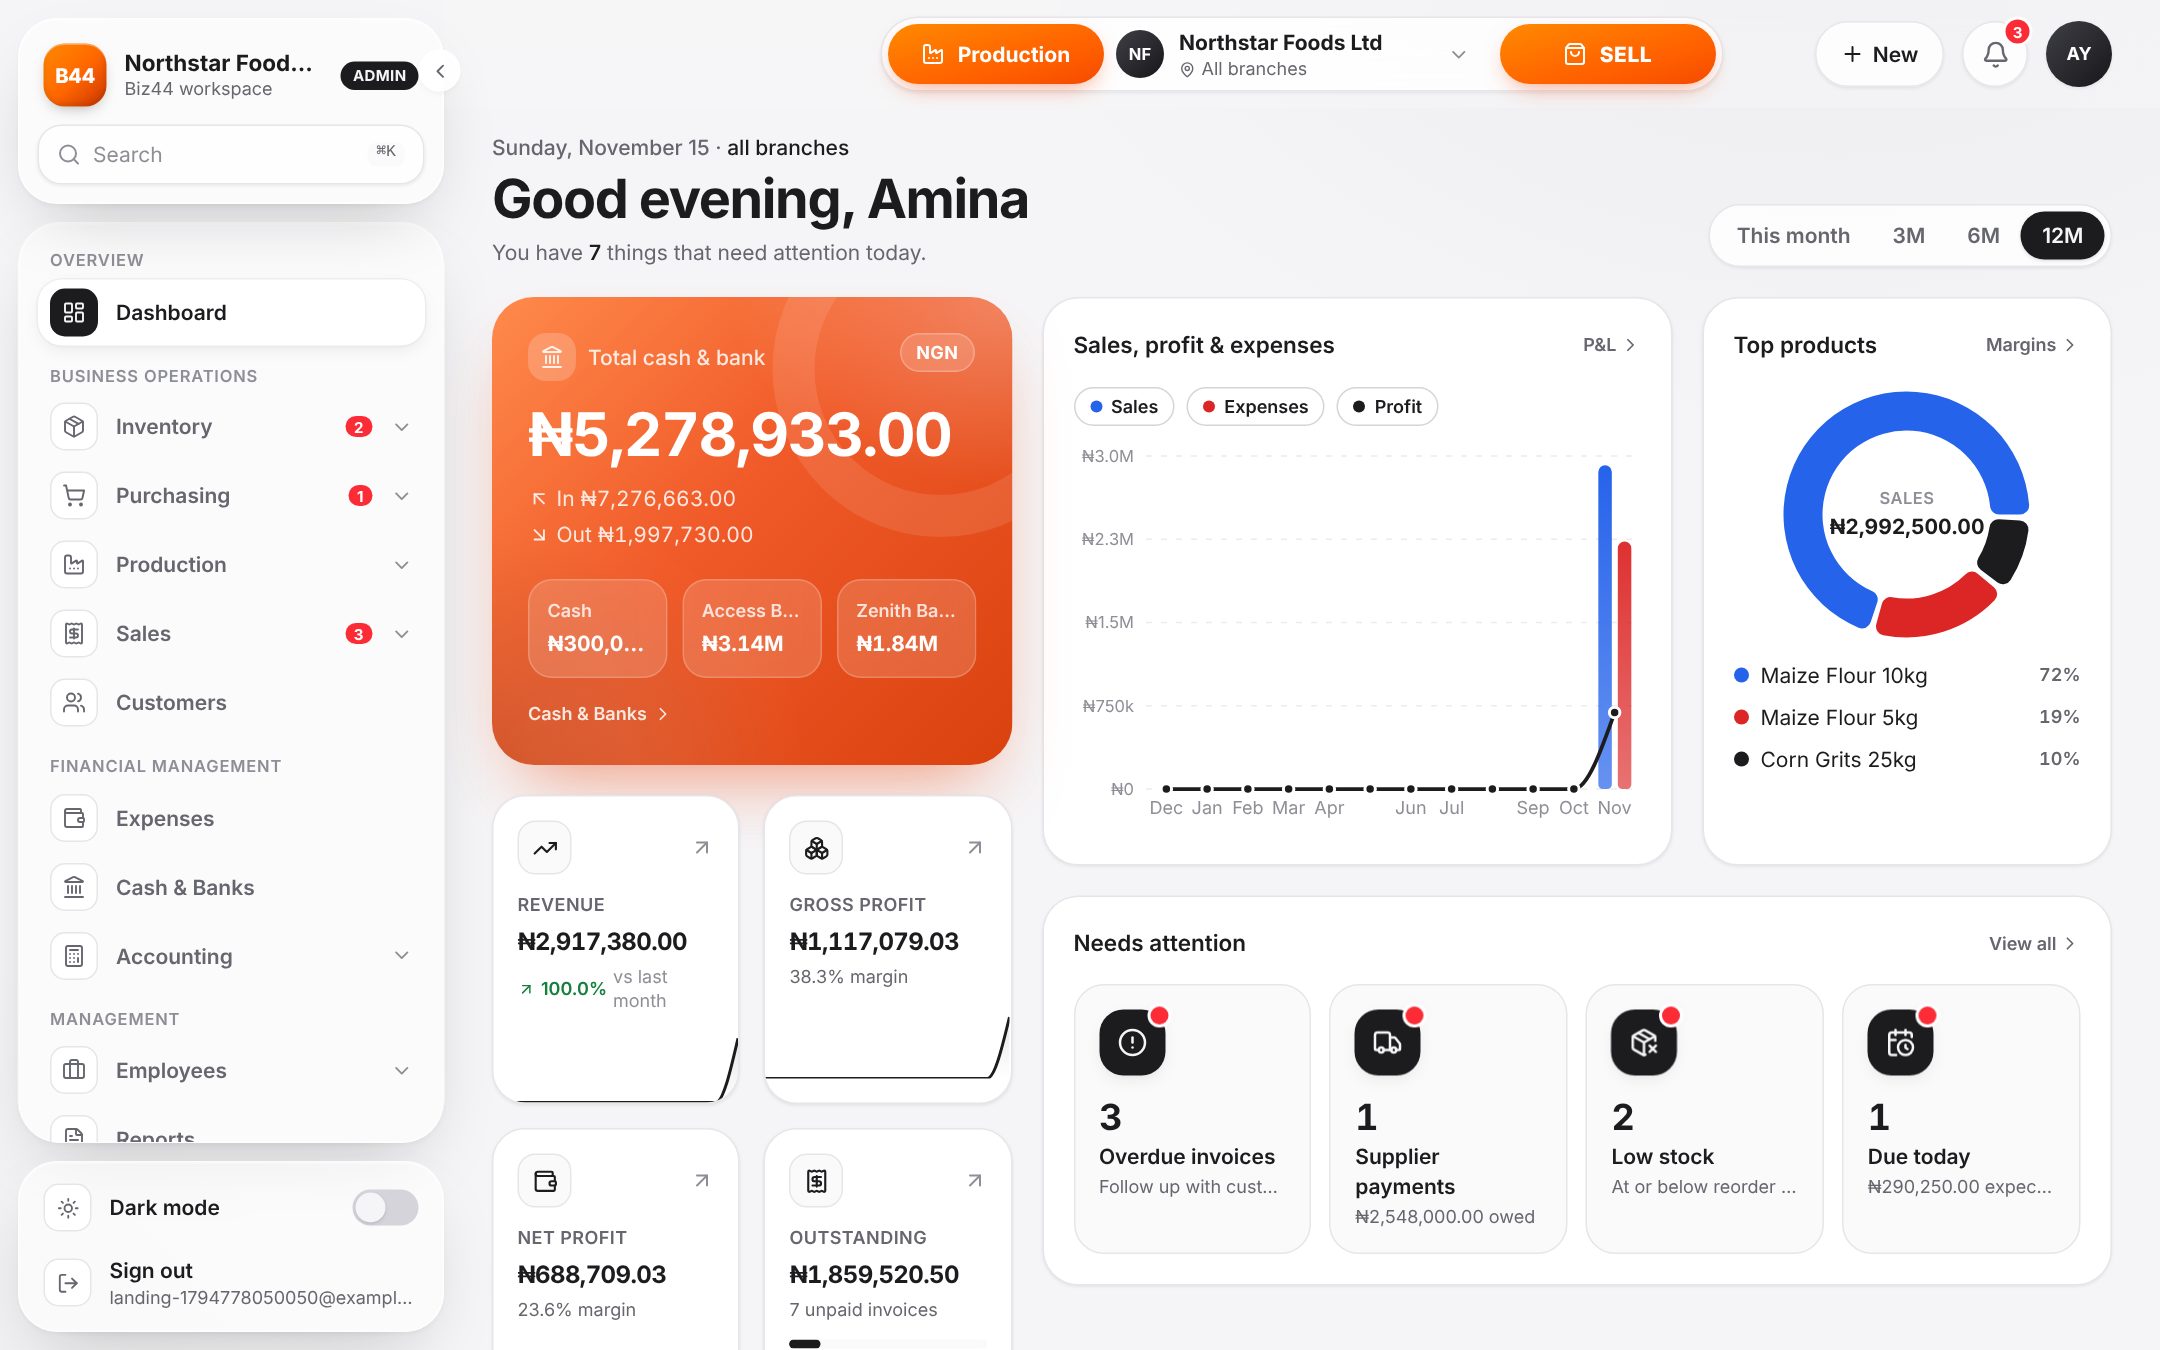 B44
Northstar Food...
Biz44 workspace
ADMIN
Search
⌘K
OVERVIEW
Dashboard
BUSINESS OPERATIONS
Inventory
2
Purchasing
1
Production
Sales
3
Customers
FINANCIAL MANAGEMENT
Expenses
Cash & Banks
Accounting
MANAGEMENT
Employees
Reports
Dark mode
Sign out
landing-1794778050050@exampl...
Production
NF
Northstar Foods Ltd
All branches
SELL
+ New
3
AY
Sunday, November 15 · all branches
Good evening, Amina
You have 7 things that need attention today.
This month
3M
6M
12M
Total cash & bank
NGN
₦5,278,933.00
In ₦7,276,663.00
Out ₦1,997,730.00
Cash
₦300,0...
Access B...
₦3.14M
Zenith Ba...
₦1.84M
Cash & Banks
REVENUE
₦2,917,380.00
100.0% vs last
month
GROSS PROFIT
₦1,117,079.03
38.3% margin
NET PROFIT
₦688,709.03
23.6% margin
OUTSTANDING
₦1,859,520.50
7 unpaid invoices
Sales, profit & expenses
P&L
Sales
Expenses
Profit
₦3.0M
₦2.3M
₦1.5M
₦750k
₦0
Dec Jan Feb Mar Apr Jun Jul Sep Oct Nov
Top products
Margins
SALES
₦2,992,500.00
Maize Flour 10kg
72%
Maize Flour 5kg
19%
Corn Grits 25kg
10%
Needs attention
View all
3
Overdue invoices
Follow up with cust...
1
Supplier
payments
₦2,548,000.00 owed
2
Low stock
At or below reorder ...
1
Due today
₦290,250.00 expec...